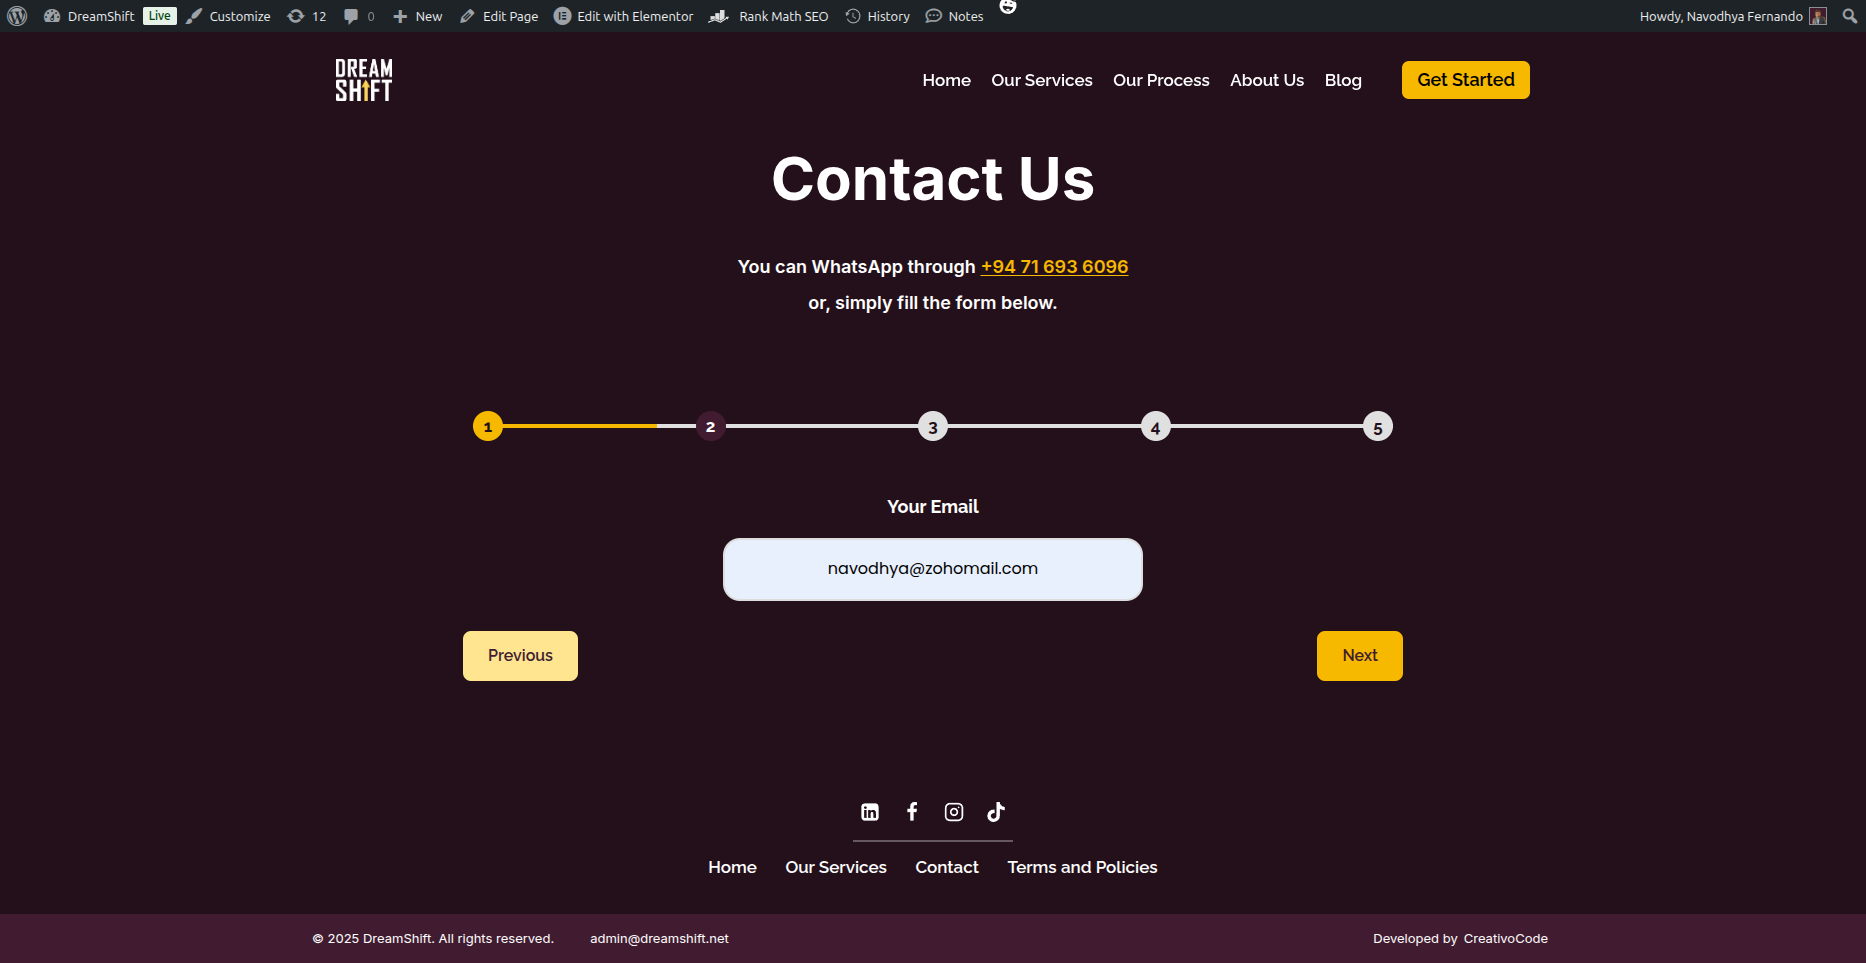 DreamShift Live Customize 12 0 New Edit Page Edit with Elementor Rank Math SEO History Notes Howdy, Navodhya Fernando
DREAM
SHIFT
Home Our Services Our Process About Us Blog Get Started
Contact Us
You can WhatsApp through +94 71 693 6096
or, simply fill the form below.
1 2 3 4 5
Your Email
navodhya@zohomail.com
Previous Next
Home Our Services Contact Terms and Policies
© 2025 DreamShift. All rights reserved. admin@dreamshift.net Developed by CreativoCode